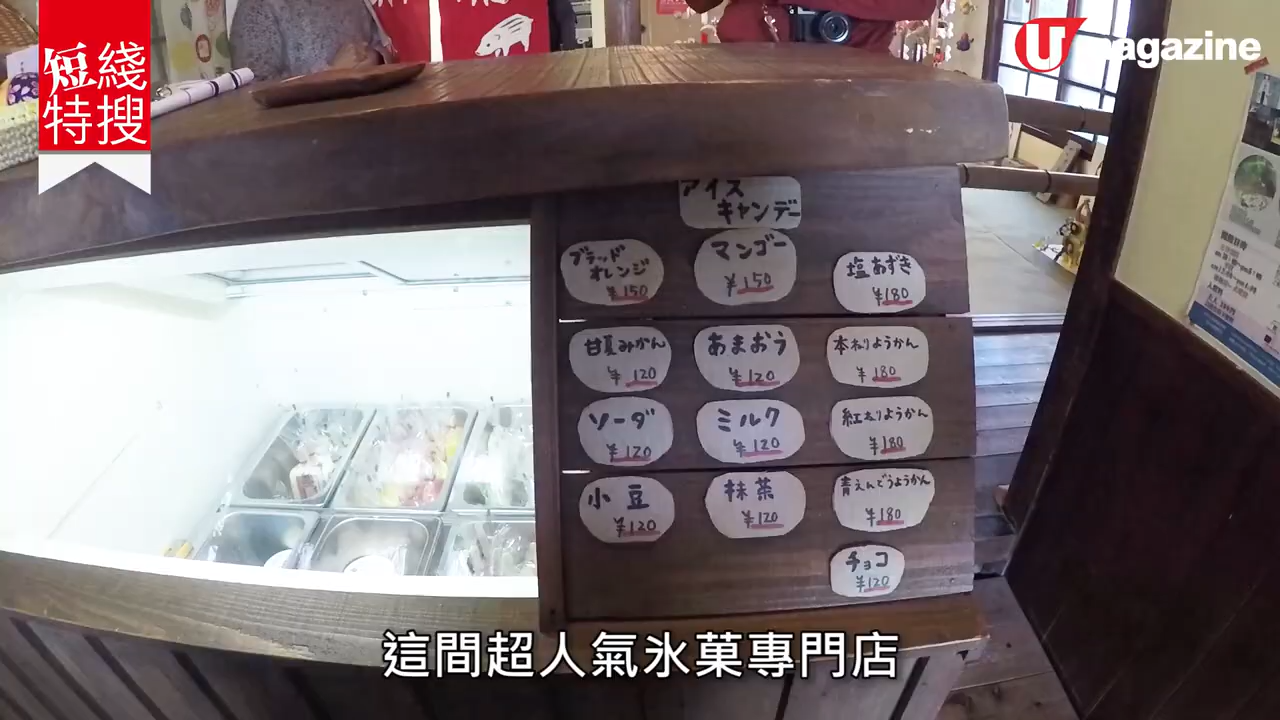 短綫
特搜
U magazine
アイス
キャンデー
ブラッド
オレンジ
¥150
マンゴー
¥150
塩あずき
¥180
甘夏みかん
¥120
あまおう
¥120
本ねりようかん
¥180
ソーダ
¥120
ミルク
¥120
紅ねりようかん
¥180
小豆
¥120
抹茶
¥120
青えんどうようかん
¥180
チョコ
¥120
這間超人氣氷菓專門店